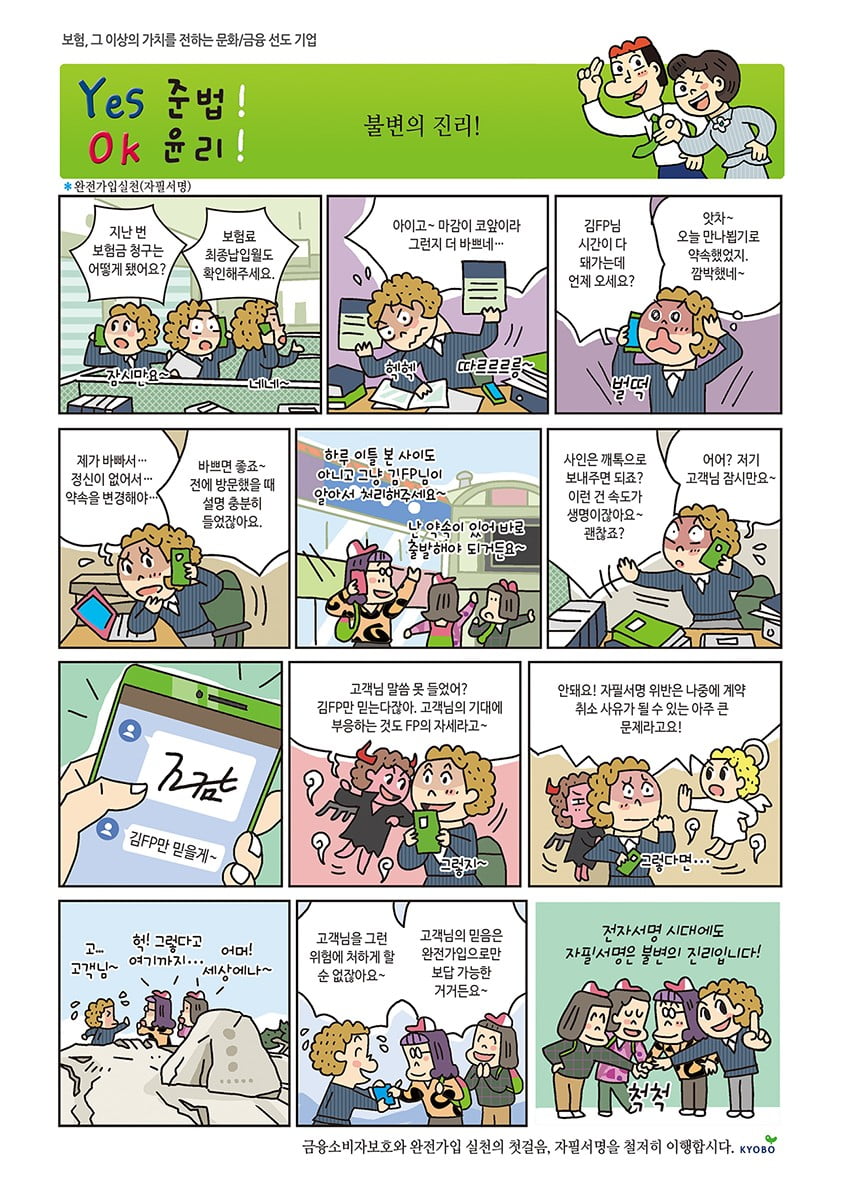 보험, 그 이상의 가치를 전하는 문화/금융 선도 기업
Yes 준법!
Ok 윤리!
불변의 진리!
*완전가입실천(자필서명)
지난 번
보험금 청구는
어떻게 됐어요?
보험료
최종납입월도
확인해주세요.
잠시만요~
네네~
아이고~ 마감이 코앞이라
그런지 더 바쁘네…
헥헥
따르르르릉~
김FP님
시간이 다
돼가는데
언제 오세요?
앗차~
오늘 만나뵙기로
약속했었지.
깜박했네~
벌떡
제가 바빠서…
정신이 없어서…
약속을 변경해야…
바쁘면 좋죠~
전에 방문했을 때
설명 충분히
들었잖아요.
하루 이틀 본 사이도
아니고 그냥 김FP님이
알아서 처리해주세요~
난 약속이 있어 바로
출발해야 되거든요~
사인은 깨톡으로
보내주면 되죠?
이런 건 속도가
생명이잖아요~
괜찮죠?
어어? 저기
고객님 잠시만요~
조감
김FP만 믿을게~
고객님 말씀 못 들었어?
김FP만 믿는다잖아. 고객님의 기대에
부응하는 것도 FP의 자세라고~
그렇지~
안돼요! 자필서명 위반은 나중에 계약
취소 사유가 될 수 있는 아주 큰
문제라고요!
그렇다면…
고…
고객님~
헉! 그렇다고
여기까지…
어머!
세상에나~
고객님을 그런
위험에 처하게 할
순 없잖아요~
고객님의 믿음은
완전가입으로만
보답 가능한
거거든요~
전자서명 시대에도
자필서명은 불변의 진리입니다!
척척
금융소비자보호와 완전가입 실천의 첫걸음, 자필서명을 철저히 이행합시다. KYOBO